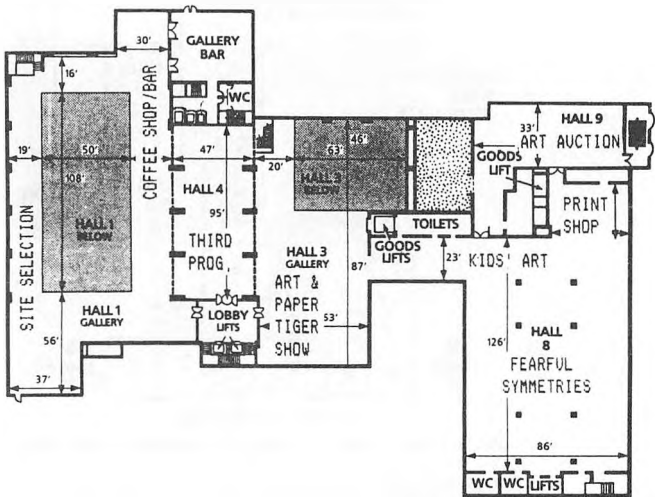 30'
GALLERY
BAR
16'
WC
COFFEE SHOP/BAR
19'
50'
108'
HALL 1
BELOW
SITE SELECTION
HALL 1
GALLERY
56'
37'
47'
HALL 4
95'
THIRD
PROG.
LOBBY
LIFTS
20'
46'
63'
HALL 3
BELOW
HALL 3
GALLERY
ART &
PAPER
TIGER
SHOW
53'
87'
GOODS
LIFTS
TOILETS
23'
33'
HALL 9
ART AUCTION
GOODS
LIFT
PRINT
SHOP
KIDS' ART
126'
HALL
8
FEARFUL
SYMMETRIES
86'
WC
WC
LIFTS